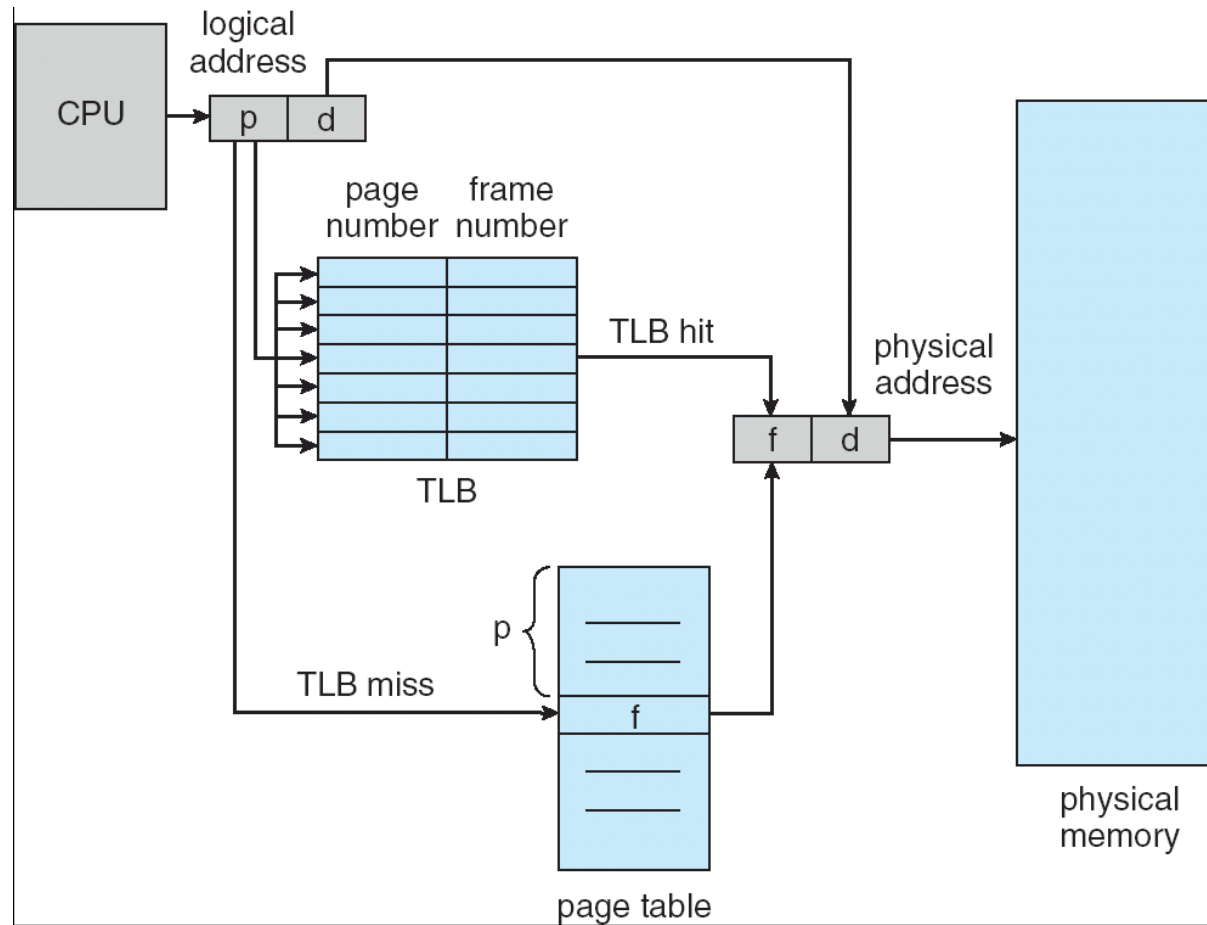 logical
address
CPU
p
d
page
number
frame
number
TLB hit
physical
address
f
d
TLB
p
TLB miss
f
physical
memory
page table